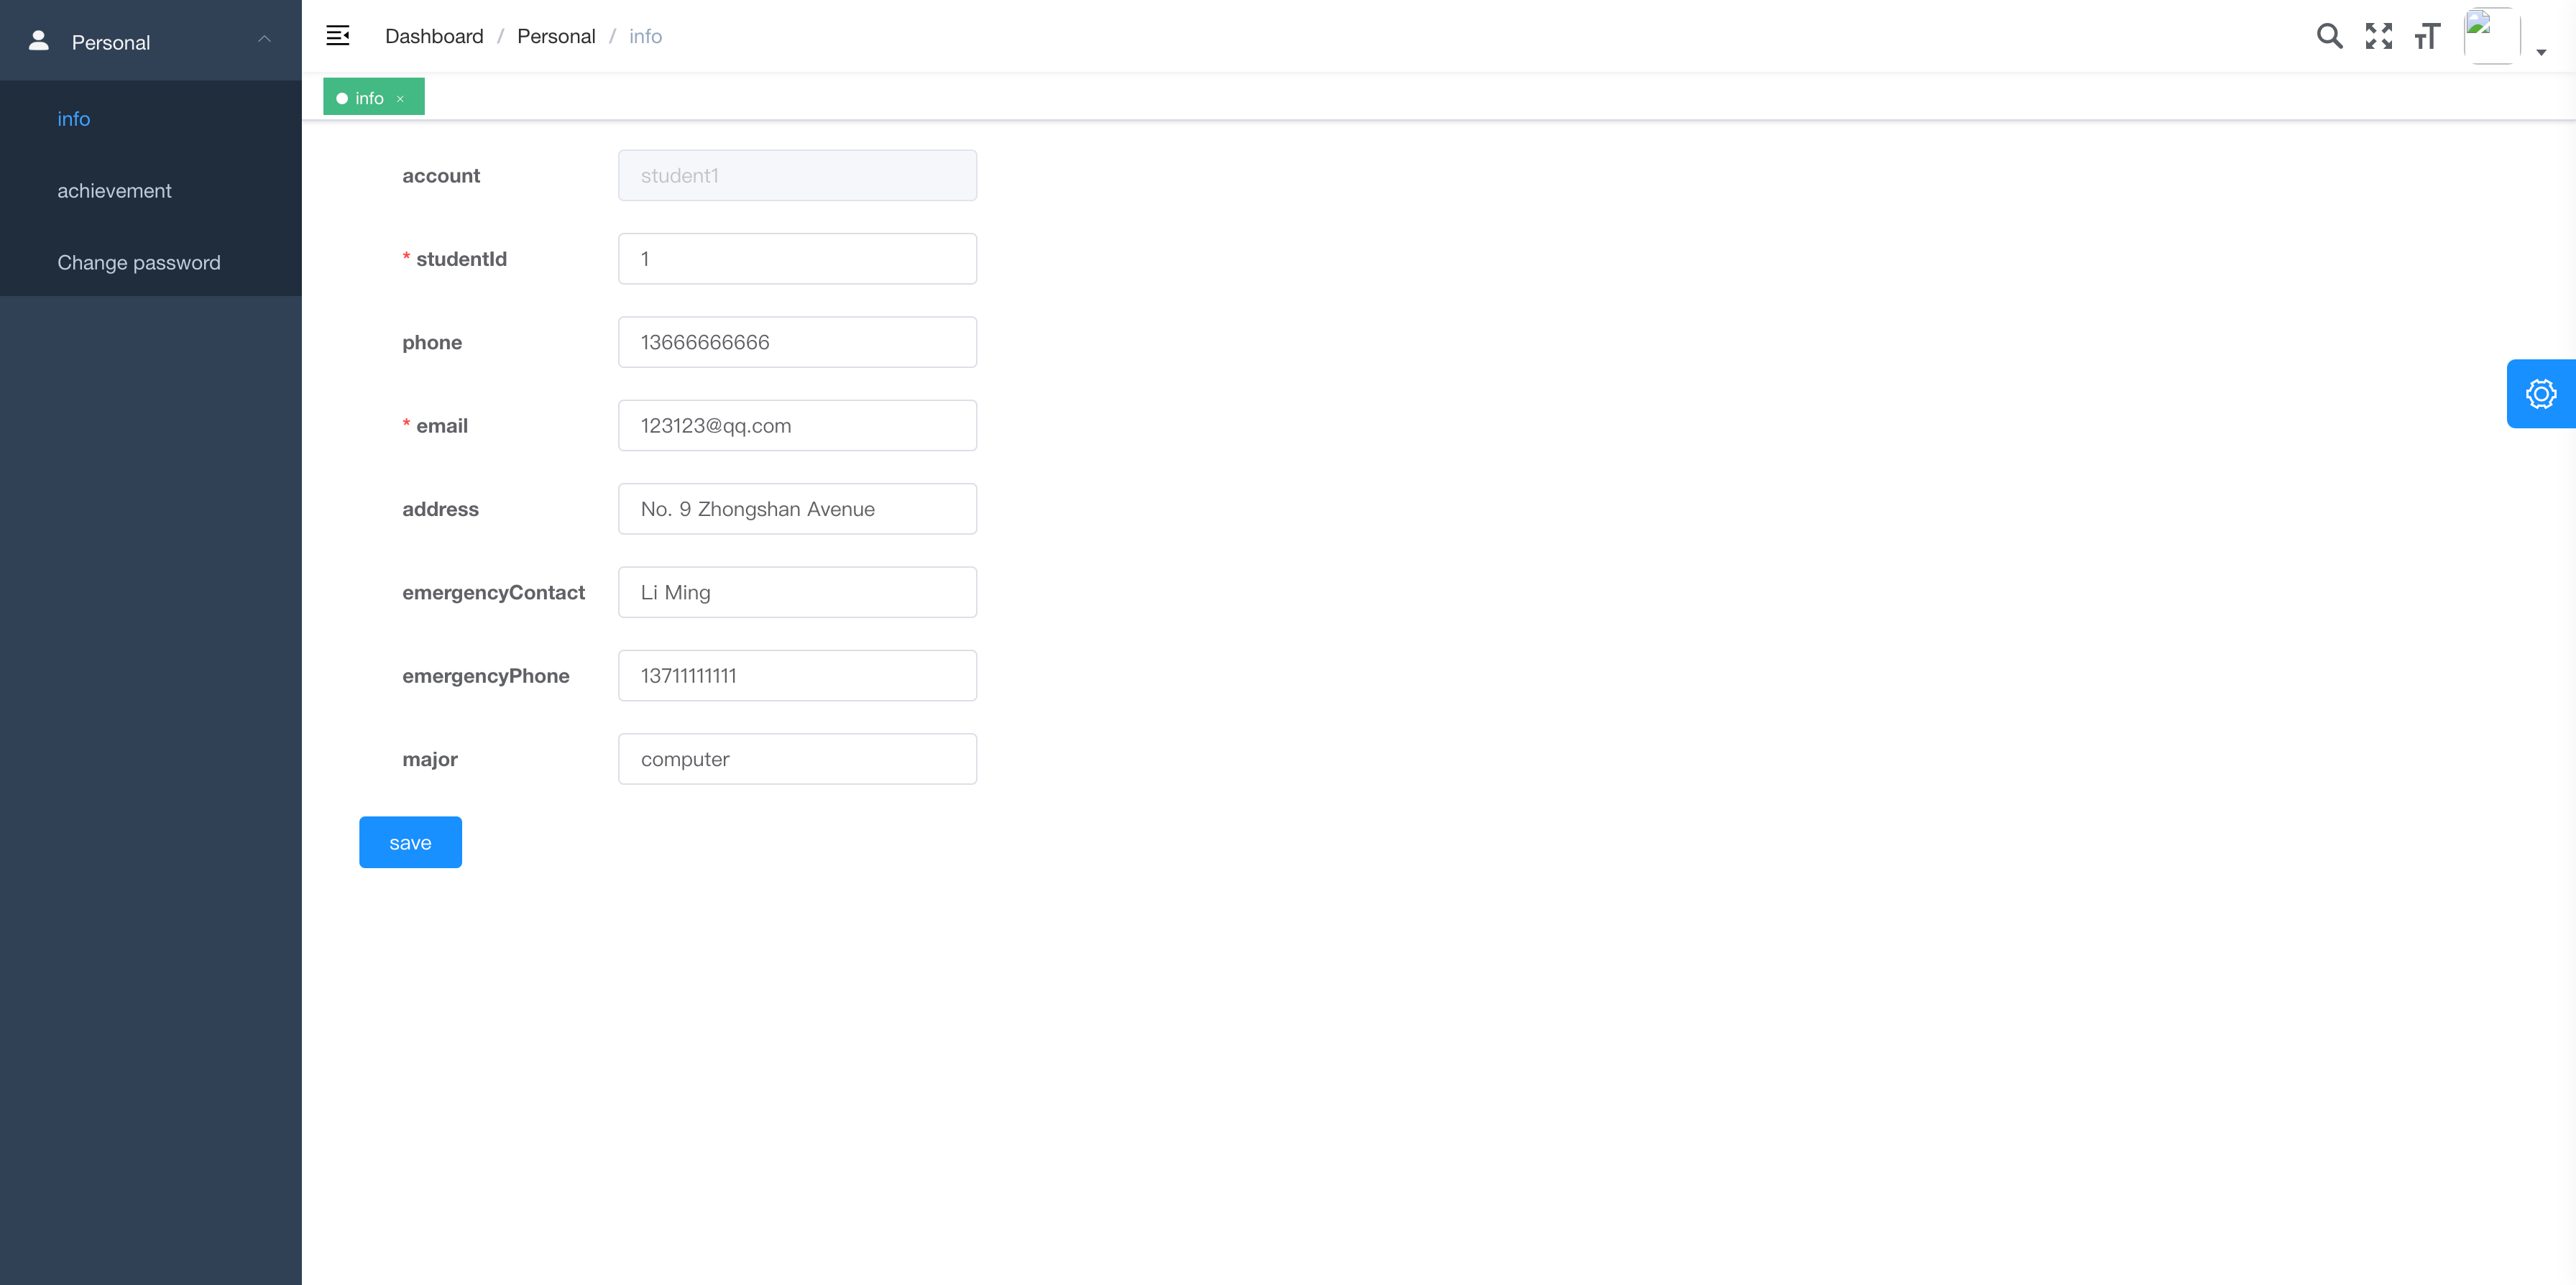 Personal
info
achievement
Change password
Dashboard / Personal / info
info ×
account student1
* studentId 1
phone 13666666666
* email 123123@qq.com
address No. 9 Zhongshan Avenue
emergencyContact Li Ming
emergencyPhone 13711111111
major computer
save